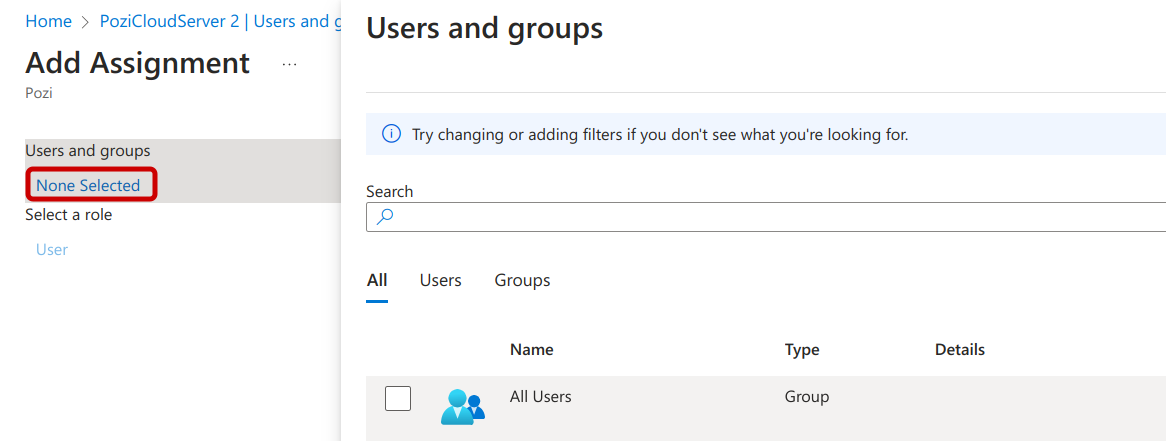 Home > PoziCloudServer 2 | Users and g
Add Assignment ...
Pozi
Users and groups
None Selected
Select a role
User
Users and groups
Try changing or adding filters if you don't see what you're looking for.
Search
All Users Groups
Name Type Details
All Users Group